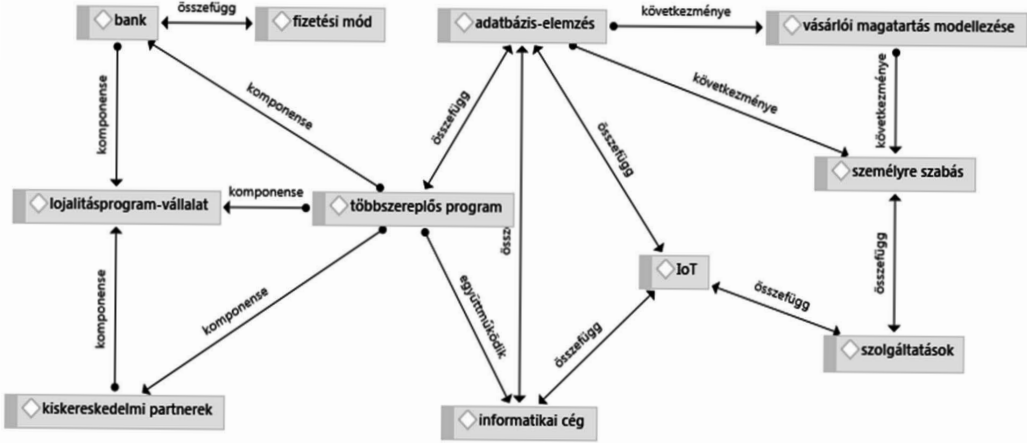 bank
összefügg
fizetési mód
adatbázis-elemzés
következménye
vásárlói magatartás modellezése
komponense
komponense
összefügg
összefügg
következménye
következménye
személyre szabás
lojalitásprogram-vállalat
komponense
többszereplős program
össz
IoT
összefügg
összefügg
szolgáltatások
komponense
komponense
együttműködik
összefügg
kiskereskedelmi partnerek
informatikai cég